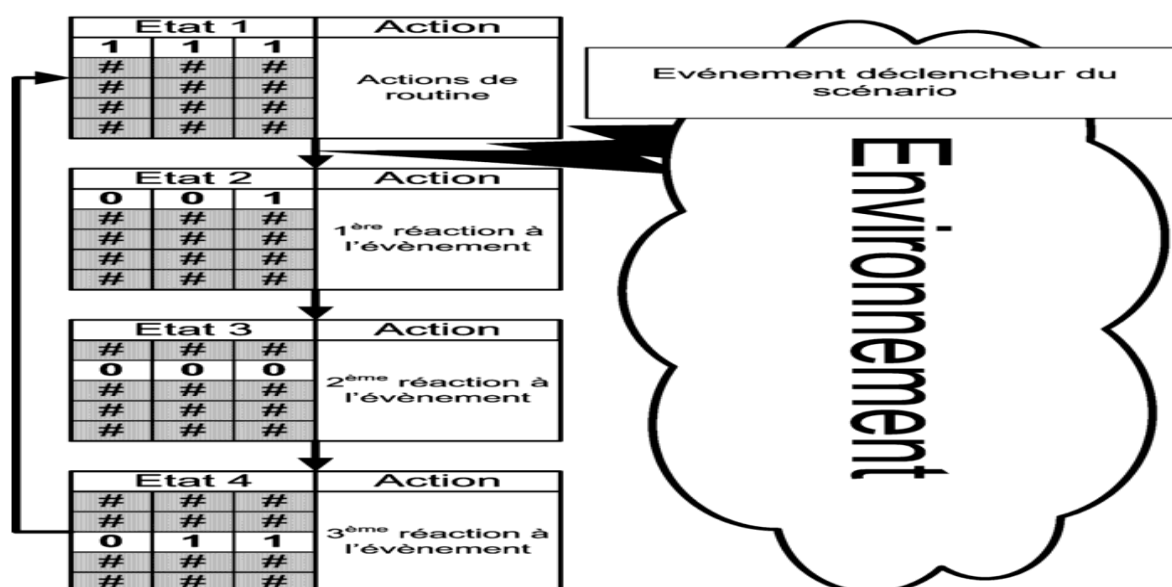 Etat 1 Action
1 1 1
# # #
# # #
# # #
# # #
Actions de
routine
Evénement déclencheur du
scénario
Environnement
Etat 2 Action
0 0 1
# # #
# # #
# # #
# # #
1ère réaction à
l'évènement
Etat 3 Action
# # #
0 0 0
# # #
# # #
# # #
2ème réaction à
l'évènement
Etat 4 Action
# # #
# # #
0 1 1
# # #
# # #
3ème réaction à
l'évènement